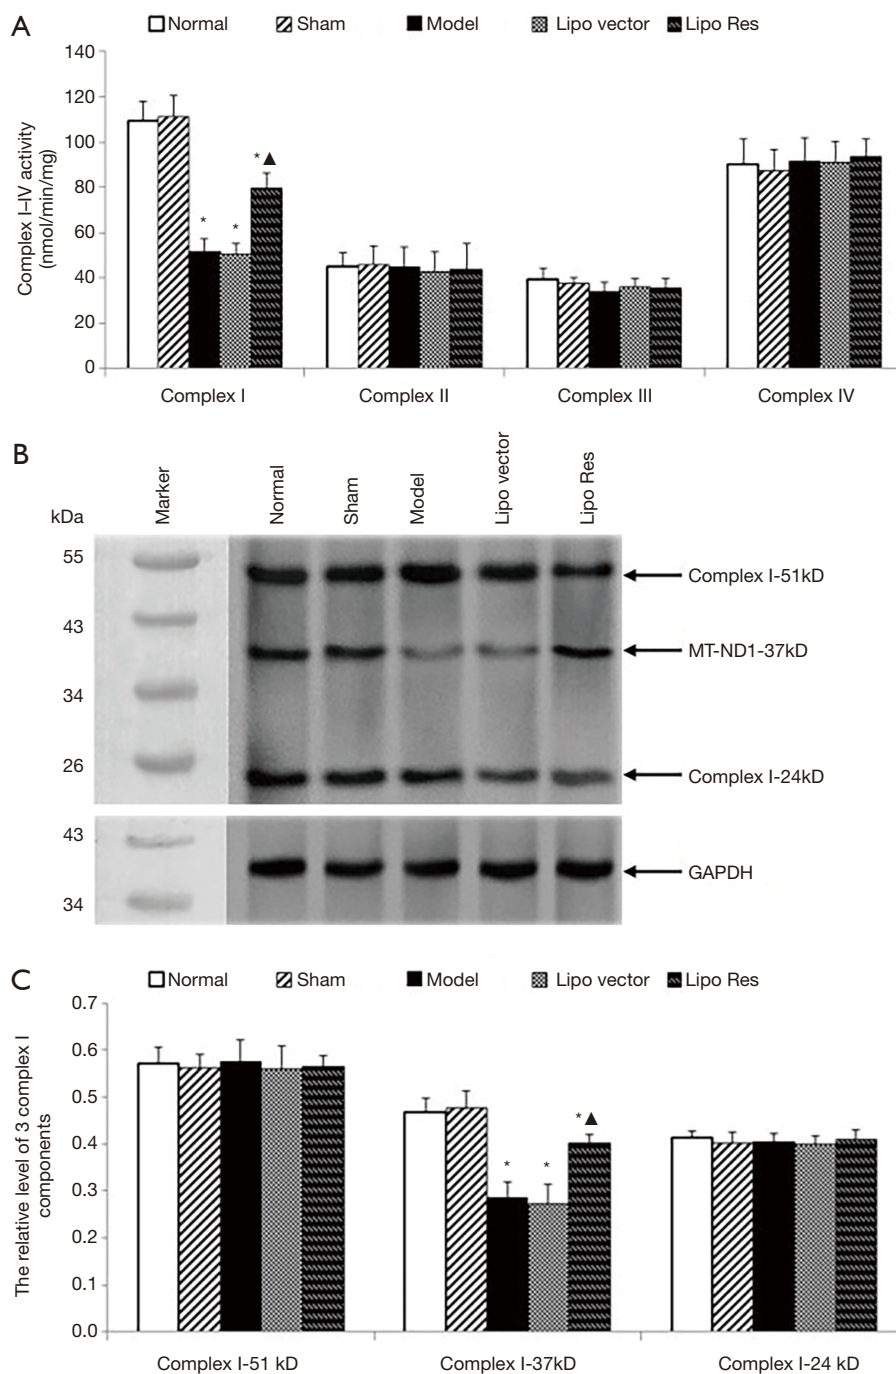 A
Normal Sham Model Lipo vector Lipo Res
140
120
100
80
60
40
20
0
Complex I–IV activity
(nmol/min/mg)
* * *▲
Complex I Complex II Complex III Complex IV
B
kDa Marker Normal Sham Model Lipo vector Lipo Res
55
43
34
26
Complex I-51kD
MT-ND1-37kD
Complex I-24kD
43
34
GAPDH
C
Normal Sham Model Lipo vector Lipo Res
0.7
0.6
0.5
0.4
0.3
0.2
0.1
0.0
The relative level of 3 complex I
components
* * *▲
Complex I-51 kD Complex I-37kD Complex I-24 kD